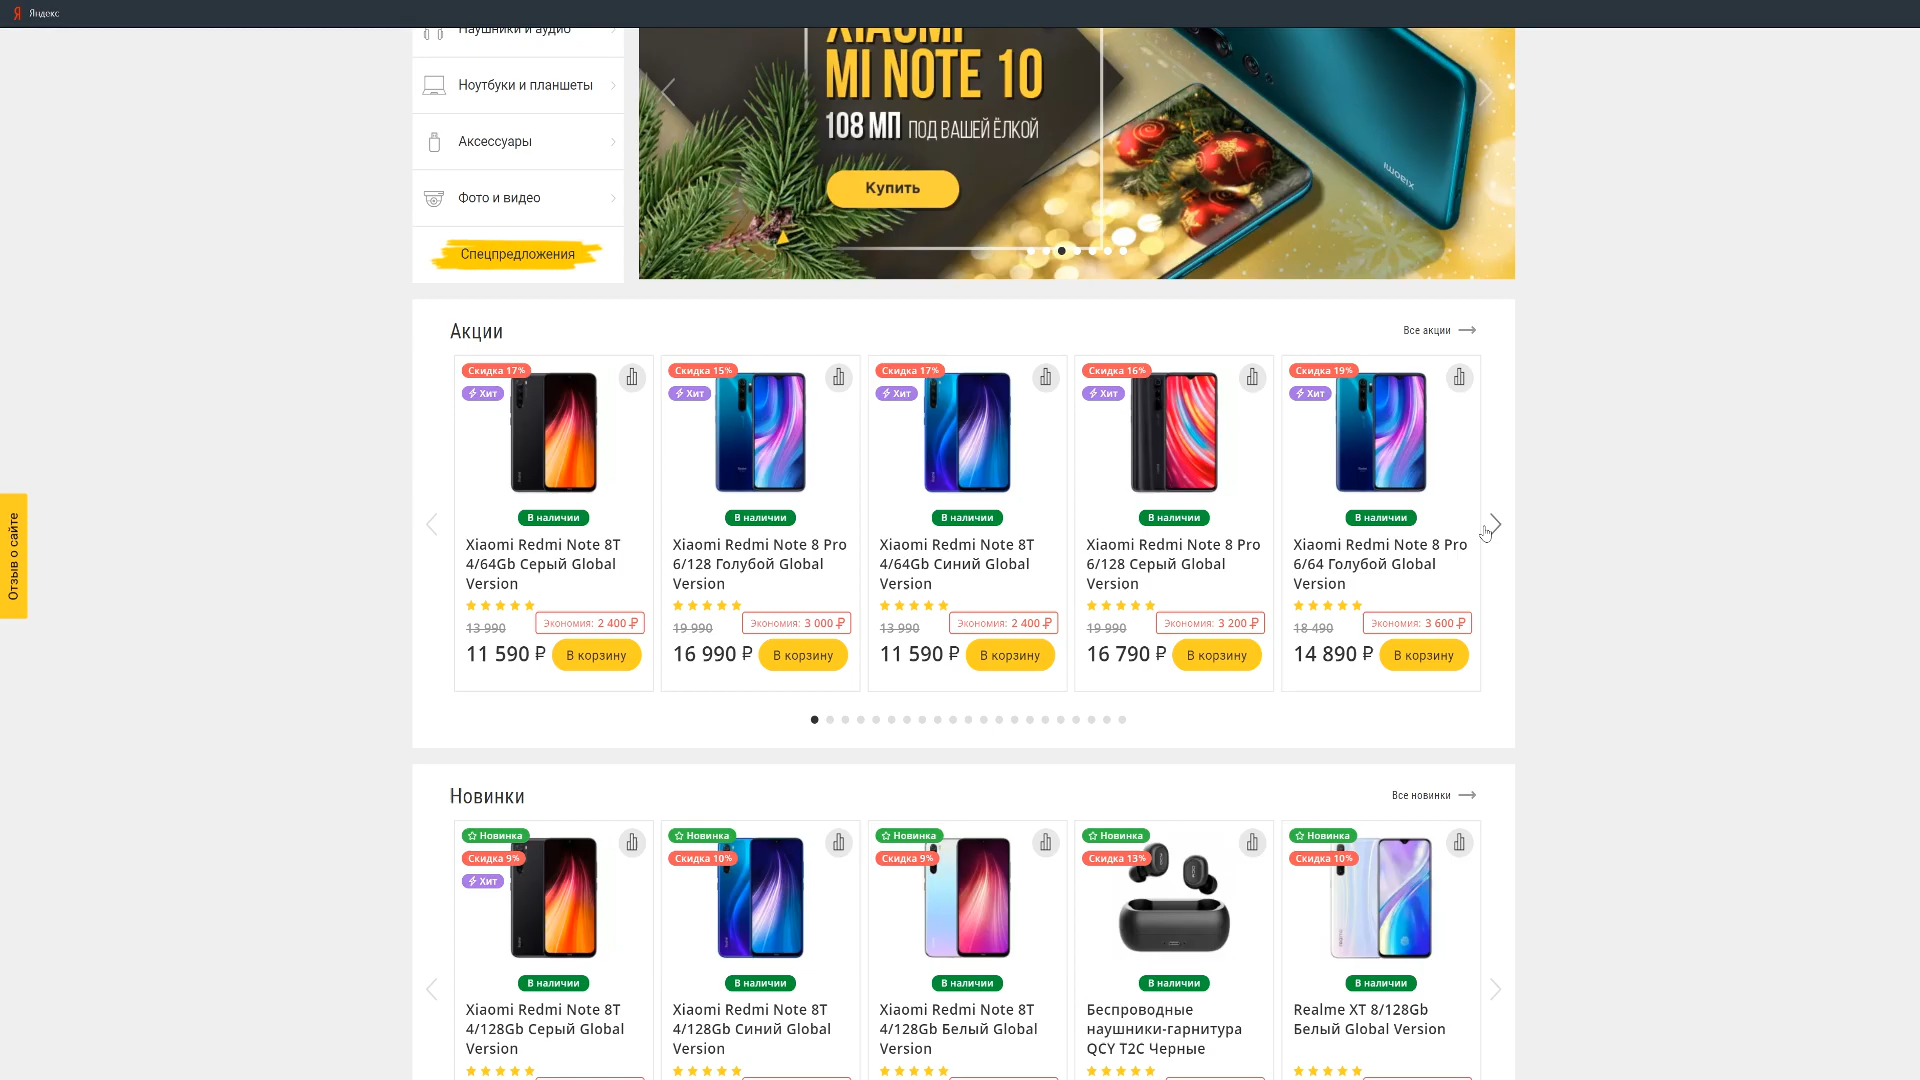 Я Яндекс
Наушники и аудио
Ноутбуки и планшеты
Аксессуары
Фото и видео
Спецпредложения
XIAOMI
MI NOTE 10
108 МП ПОД ВАШЕЙ ЁЛКОЙ
Купить
XIAOMI
Отзыв о сайте
Акции
Все акции
Скидка 17%
Хит
В наличии
Xiaomi Redmi Note 8T
4/64Gb Серый Global
Version
13 990
Экономия: 2 400 ₽
11 590 ₽
В корзину
Скидка 15%
Хит
В наличии
Xiaomi Redmi Note 8 Pro
6/128 Голубой Global
Version
19 990
Экономия: 3 000 ₽
16 990 ₽
В корзину
Скидка 17%
Хит
В наличии
Xiaomi Redmi Note 8T
4/64Gb Синий Global
Version
13 990
Экономия: 2 400 ₽
11 590 ₽
В корзину
Скидка 16%
Хит
В наличии
Xiaomi Redmi Note 8 Pro
6/128 Серый Global
Version
19 990
Экономия: 3 200 ₽
16 790 ₽
В корзину
Скидка 19%
Хит
В наличии
Xiaomi Redmi Note 8 Pro
6/64 Голубой Global
Version
18 490
Экономия: 3 600 ₽
14 890 ₽
В корзину
Новинки
Все новинки
Новинка
Скидка 9%
Хит
В наличии
Xiaomi Redmi Note 8T
4/128Gb Серый Global
Version
Новинка
Скидка 10%
В наличии
Xiaomi Redmi Note 8T
4/128Gb Синий Global
Version
Новинка
Скидка 9%
В наличии
Xiaomi Redmi Note 8T
4/128Gb Белый Global
Version
Новинка
Скидка 13%
В наличии
Беспроводные
наушники-гарнитура
QCY T2C Черные
Новинка
Скидка 10%
В наличии
Realme XT 8/128Gb
Белый Global Version